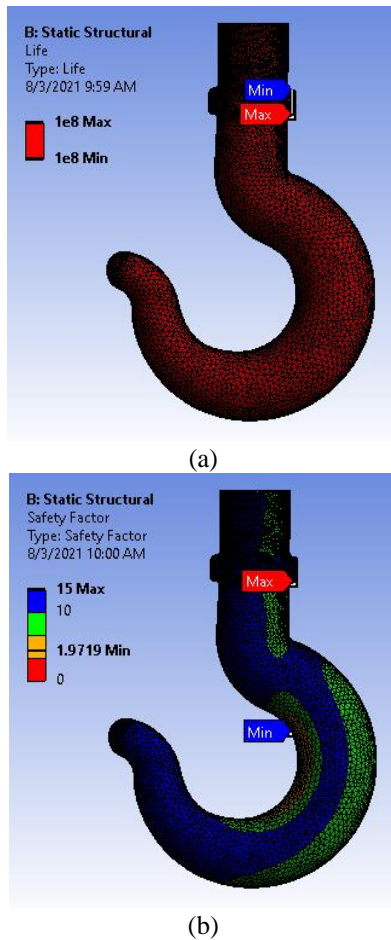 B: Static Structural
Life
Type: Life
8/3/2021 9:59 AM
1e8 Max
1e8 Min
Min
Max
(a)
B: Static Structural
Safety Factor
Type: Safety Factor
8/3/2021 10:00 AM
15 Max
10
1.9719 Min
0
Max
Min
(b)